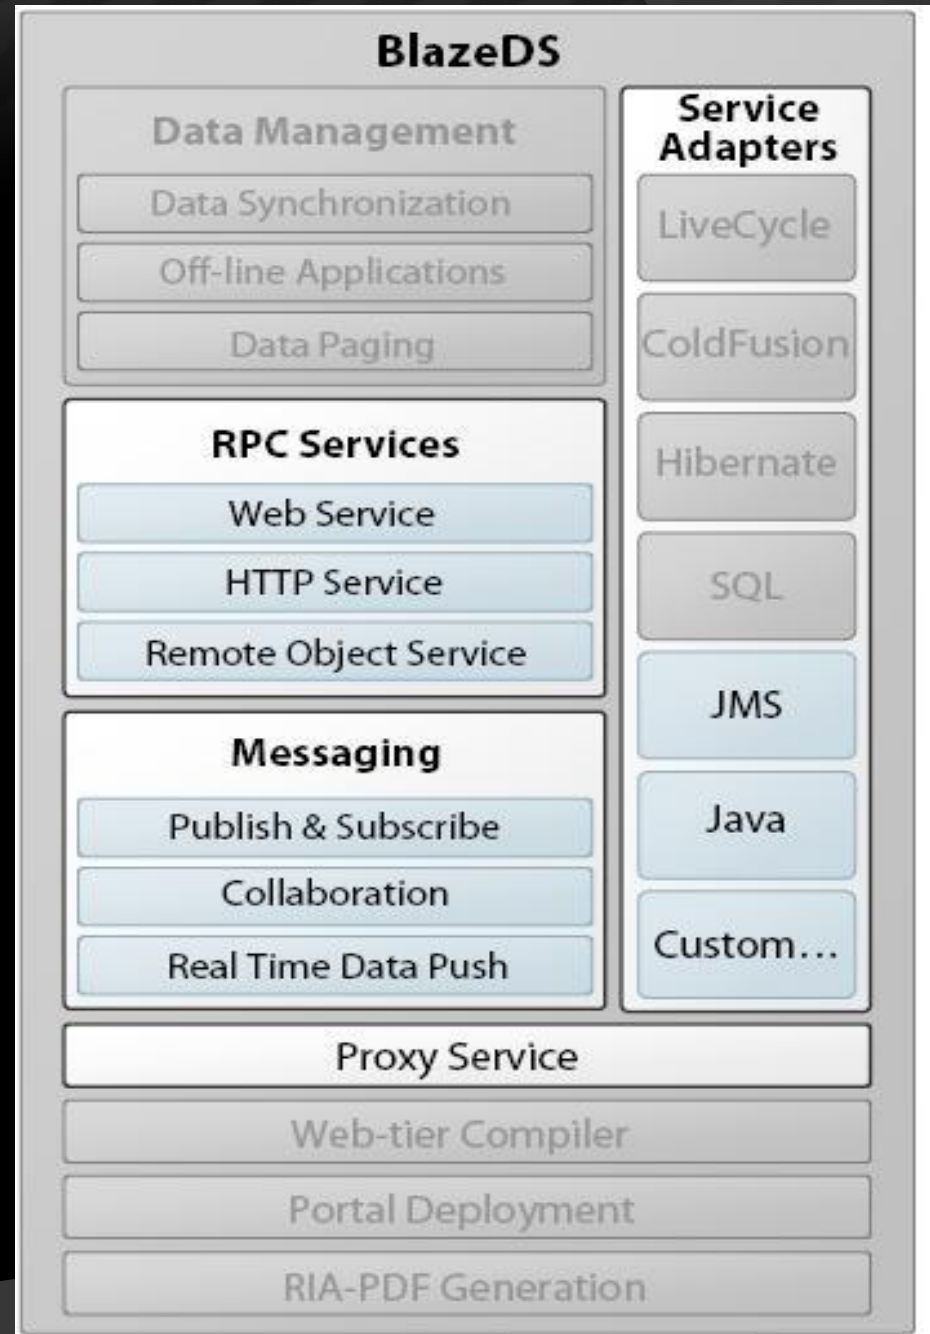 BlazeDS
Data Management
Data Synchronization
Off-line Applications
Data Paging
RPC Services
Web Service
HTTP Service
Remote Object Service
Messaging
Publish & Subscribe
Collaboration
Real Time Data Push
Service
Adapters
LiveCycle
ColdFusion
Hibernate
SQL
JMS
Java
Custom...
Proxy Service
Web-tier Compiler
Portal Deployment
RIA-PDF Generation